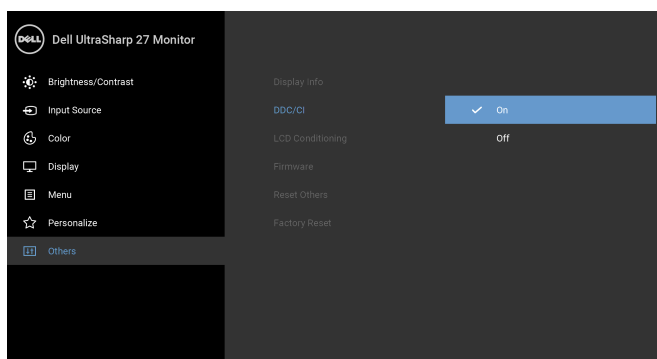 DELL Dell UltraSharp 27 Monitor
Brightness/Contrast
Input Source
Color
Display
Menu
Personalize
Others
Display info
DDC/CI
LCD Conditioning
Firmware
Reset Others
Factory Reset
On
Off